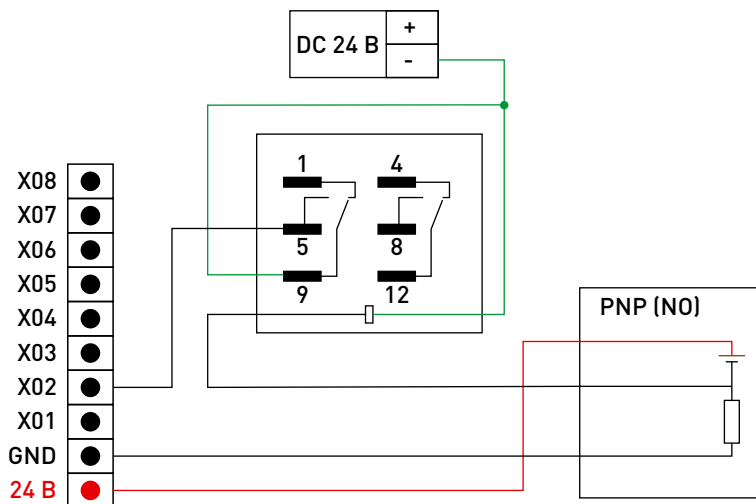 DC 24 В
+
-
1
4
5
8
9
12
X08
X07
X06
X05
X04
X03
X02
X01
GND
24 В
PNP (NO)